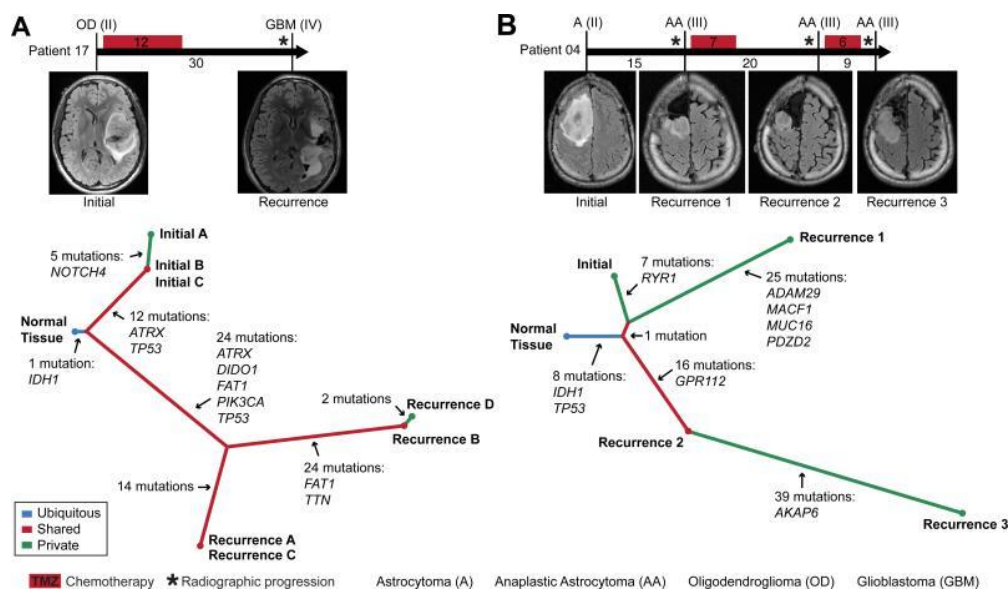 A
OD (II)
GBM (IV)
12
*
Patient 17
30
Initial
Recurrence
5 mutations:
NOTCH4
Initial A
Initial B
Initial C
Normal
Tissue
12 mutations:
ATRX
TP53
1 mutation:
IDH1
24 mutations:
ATRX
DIDO1
FAT1
PIK3CA
TP53
2 mutations
Recurrence D
Recurrence B
24 mutations:
FAT1
TTN
14 mutations
Recurrence A
Recurrence C
Ubiquitous
Shared
Private
B
A (II)
AA (III)
AA (III)
AA (III)
*
7
*
6
*
Patient 04
15
20
9
Initial
Recurrence 1
Recurrence 2
Recurrence 3
Initial
7 mutations:
RYR1
Recurrence 1
25 mutations:
ADAM29
MACF1
MUC16
PDZD2
Normal
Tissue
1 mutation
8 mutations:
IDH1
TP53
16 mutations:
GPR112
Recurrence 2
39 mutations:
AKAP6
Recurrence 3
TMZ Chemotherapy
* Radiographic progression
Astrocytoma (A)
Anaplastic Astrocytoma (AA)
Oligodendroglioma (OD)
Glioblastoma (GBM)